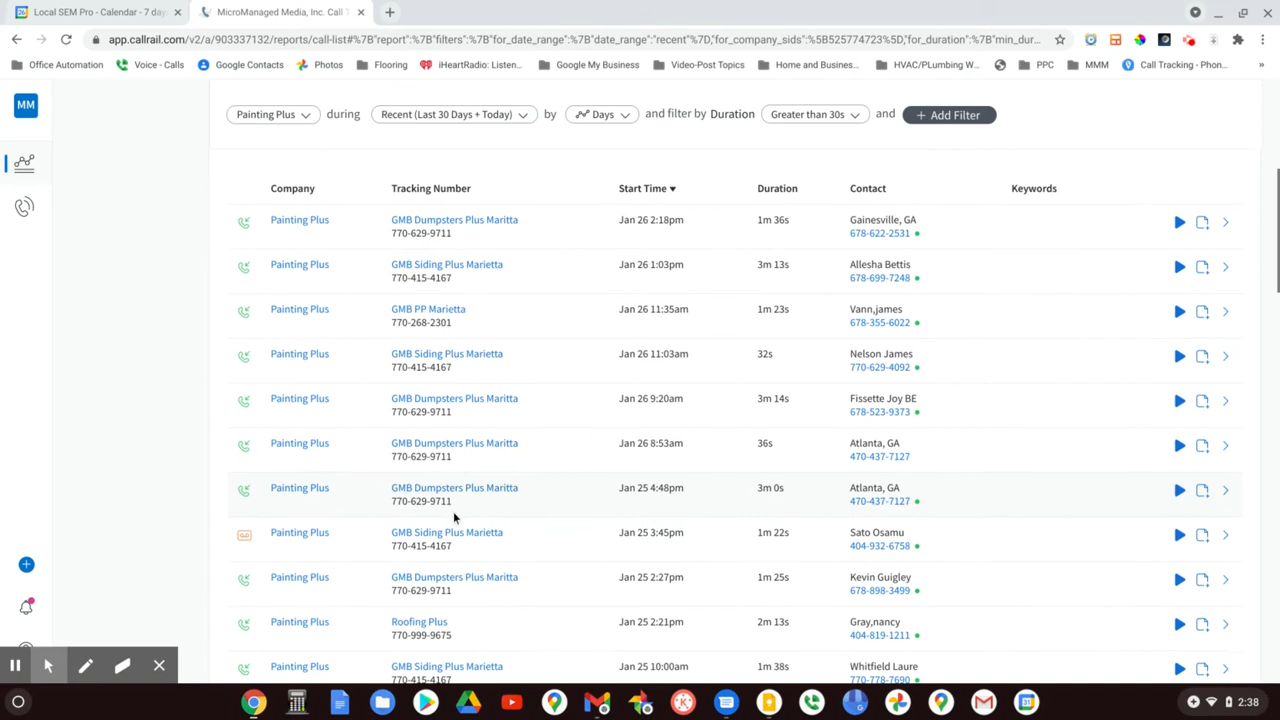 Local SEM Pro - Calendar - 7 day
MicroManaged Media, Inc. Call T
app.callrail.com/v2/a/903337132/reports/call-list#%7B"report":%7B"filters":%7B"for_date_range":%7B"date_range":"recent"%7D,"for_company_sids":%5B525774723%5D,"for_duration":%7B"min_dur...
Office Automation
Voice - Calls
Google Contacts
Photos
Flooring
iHeartRadio: Listen...
Google My Business
Video-Post Topics
Home and Busines...
HVAC/PLumbing W...
PPC
MMM
Call Tracking - Phon...
»
MM
Painting Plus during Recent (Last 30 Days + Today) by Days and filter by Duration Greater than 30s and + Add Filter
Company Tracking Number Start Time Duration Contact Keywords
Painting Plus GMB Dumpsters Plus Maritta Jan 26 2:18pm 1m 36s Gainesville, GA
770-629-9711 678-622-2531
Painting Plus GMB Siding Plus Marietta Jan 26 1:03pm 3m 13s Allesha Bettis
770-415-4167 678-699-7248
Painting Plus GMB PP Marietta Jan 26 11:35am 1m 23s Vann,james
770-268-2301 678-355-6022
Painting Plus GMB Siding Plus Marietta Jan 26 11:03am 32s Nelson James
770-415-4167 770-629-4092
Painting Plus GMB Dumpsters Plus Maritta Jan 26 9:20am 3m 14s Fissette Joy BE
770-629-9711 678-523-9373
Painting Plus GMB Dumpsters Plus Maritta Jan 26 8:53am 36s Atlanta, GA
770-629-9711 470-437-7127
Painting Plus GMB Dumpsters Plus Maritta Jan 25 4:48pm 3m 0s Atlanta, GA
770-629-9711 470-437-7127
Painting Plus GMB Siding Plus Marietta Jan 25 3:45pm 1m 22s Sato Osamu
770-415-4167 404-932-6758
Painting Plus GMB Dumpsters Plus Maritta Jan 25 2:27pm 1m 25s Kevin Guigley
770-629-9711 678-898-3499
Painting Plus Roofing Plus Jan 25 2:21pm 2m 13s Gray,nancy
770-999-9675 404-819-1211
Painting Plus GMB Siding Plus Marietta Jan 25 10:00am 1m 38s Whitfield Laure
770-415-4167 770-778-7690
2:38